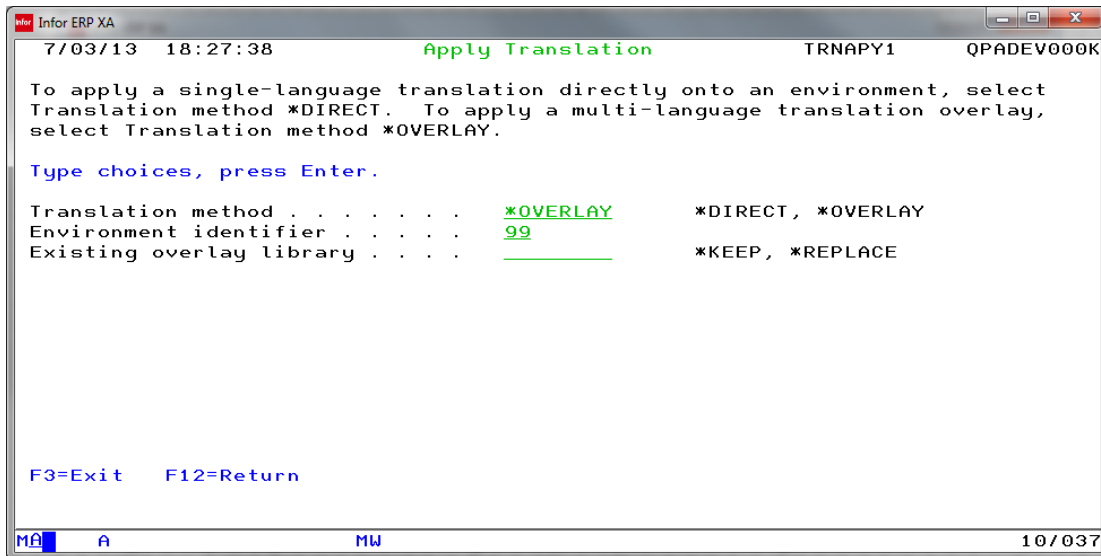 infor Infor ERP XA
7/03/13 18:27:38 Apply Translation TRNAPY1 QPADEV000K
To apply a single-language translation directly onto an environment, select
Translation method *DIRECT. To apply a multi-language translation overlay,
select Translation method *OVERLAY.
Type choices, press Enter.
Translation method . . . . . . . *OVERLAY *DIRECT, *OVERLAY
Environment identifier . . . . . 99
Existing overlay library . . . . *KEEP, *REPLACE
F3=Exit F12=Return
MA A MW 10/037